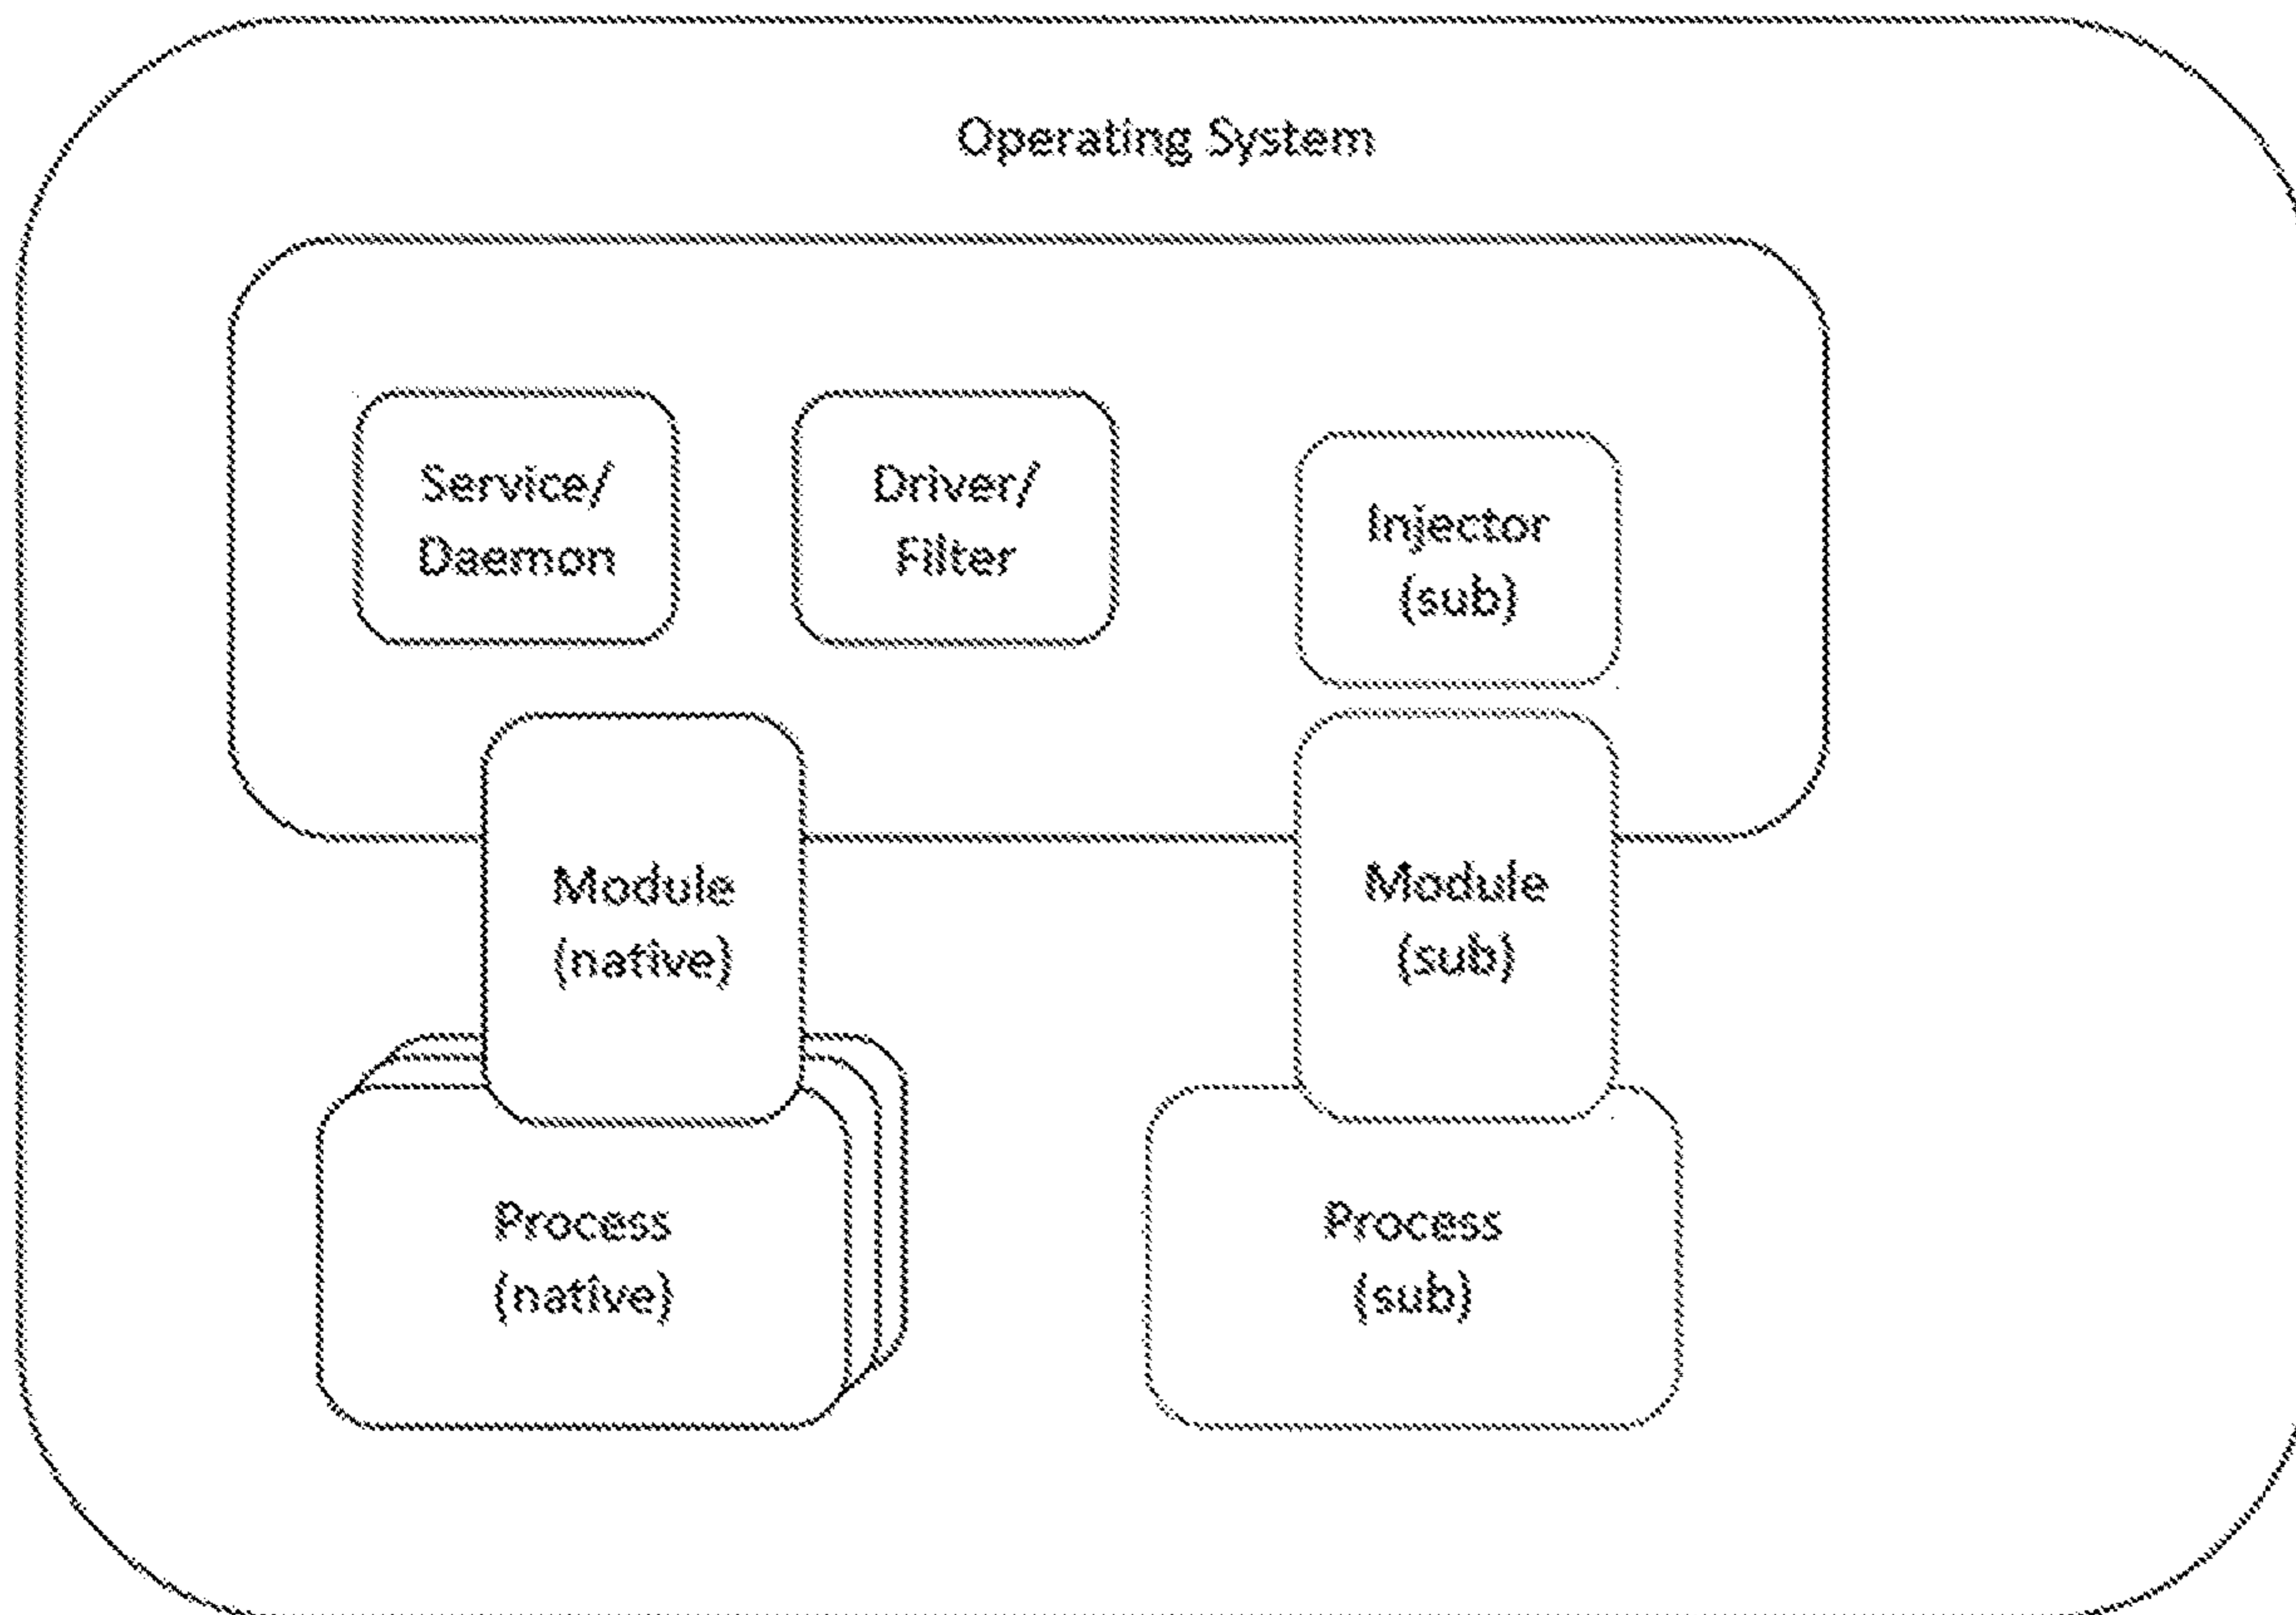 Operating System
Service/
Daemon
Driver/
Filter
Injector
(sub)
Module
(native)
Module
(sub)
Process
(native)
Process
(sub)